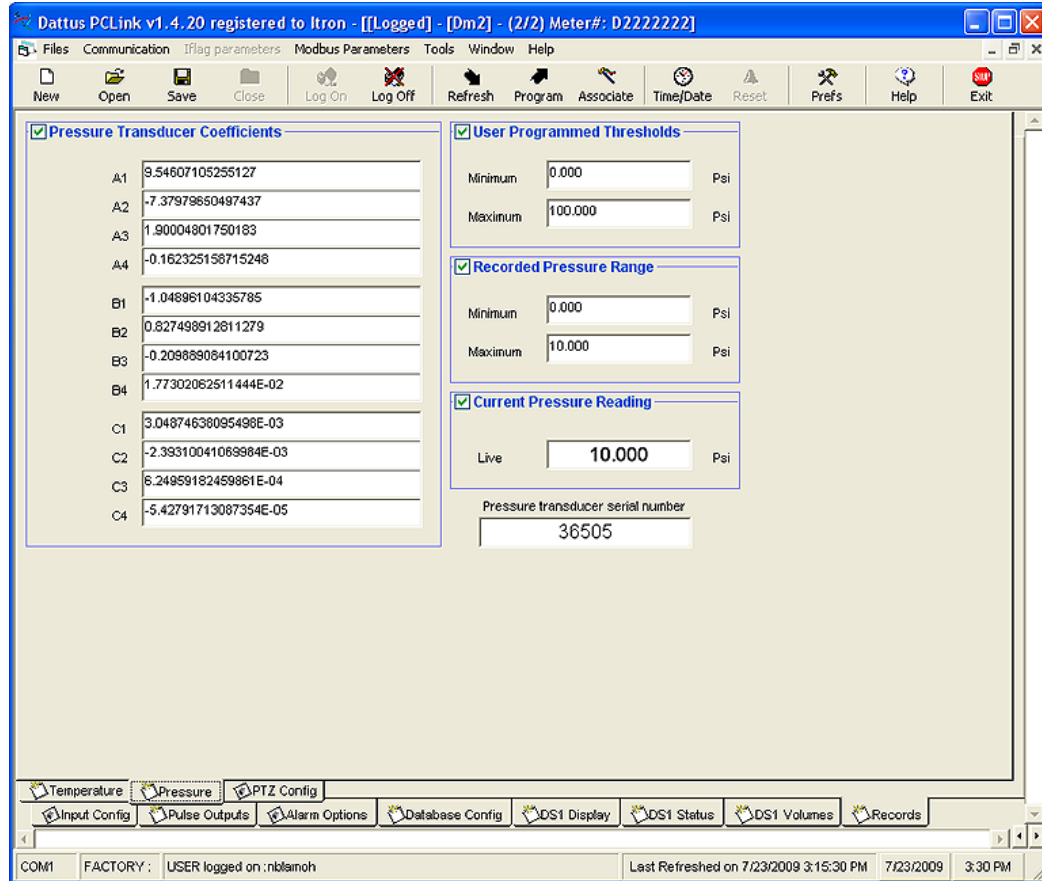 Dattus PCLink v1.4.20 registered to Itron - [[Logged] - [Dm2] - (2/2) Meter#: D2222222]
Files Communication Iflag parameters Modbus Parameters Tools Window Help
New Open Save Close Log On Log Off Refresh Program Associate Time/Date Reset Prefs Help Exit
Pressure Transducer Coefficients
A1 9.54607105255127
A2 -7.37979650497437
A3 1.90004801750183
A4 -0.162325158715248
B1 -1.04896104335785
B2 0.827498912811279
B3 -0.209889084100723
B4 1.77302062511444E-02
C1 3.04874638095498E-03
C2 -2.39310041069984E-03
C3 6.24959182459861E-04
C4 -5.42791713087354E-05
User Programmed Thresholds
Minimum 0.000 Psi
Maximum 100.000 Psi
Recorded Pressure Range
Minimum 0.000 Psi
Maximum 10.000 Psi
Current Pressure Reading
Live 10.000 Psi
Pressure transducer serial number
36505
Temperature Pressure PTZ Config
Input Config Pulse Outputs Alarm Options Database Config DS1 Display DS1 Status DS1 Volumes Records
COM1 FACTORY : USER logged on :nblamoh Last Refreshed on 7/23/2009 3:15:30 PM 7/23/2009 3:30 PM